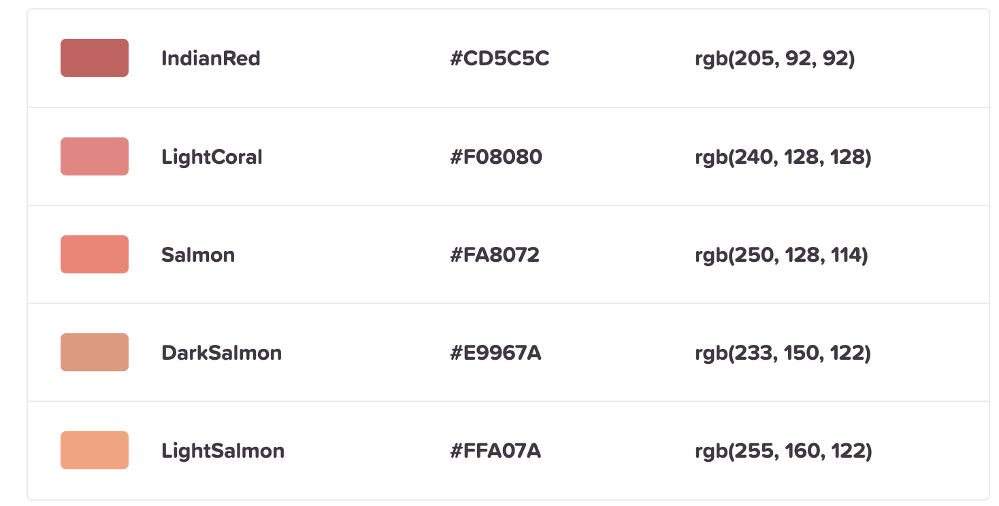 IndianRed #CD5C5C rgb(205, 92, 92)
LightCoral #F08080 rgb(240, 128, 128)
Salmon #FA8072 rgb(250, 128, 114)
DarkSalmon #E9967A rgb(233, 150, 122)
LightSalmon #FFA07A rgb(255, 160, 122)